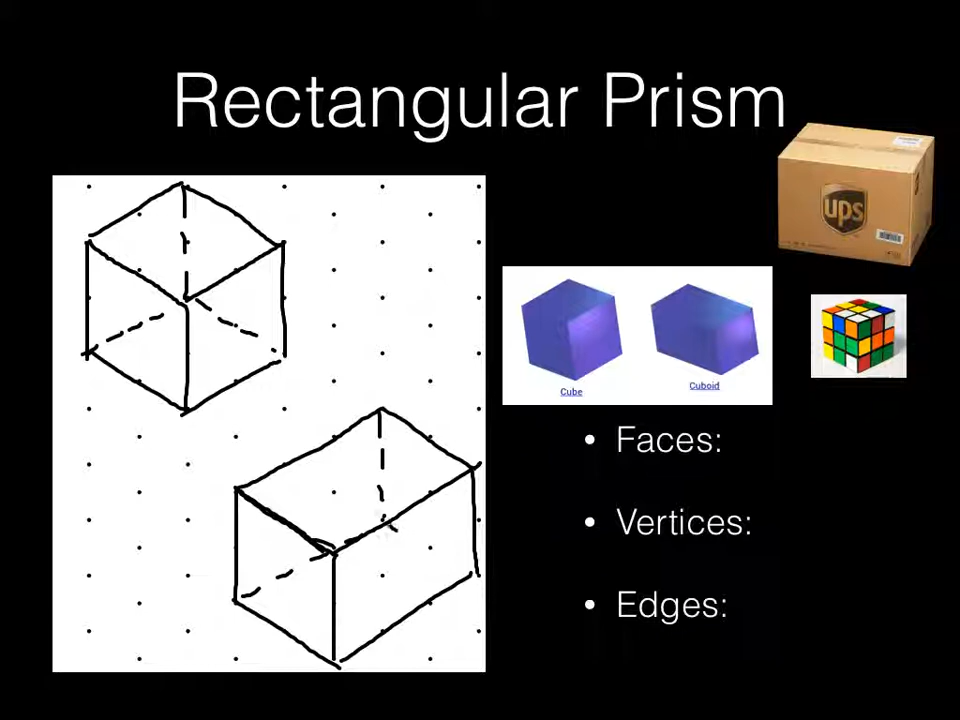 Rectangular Prism
ups
Cube
Cuboid
• Faces:
• Vertices:
• Edges: